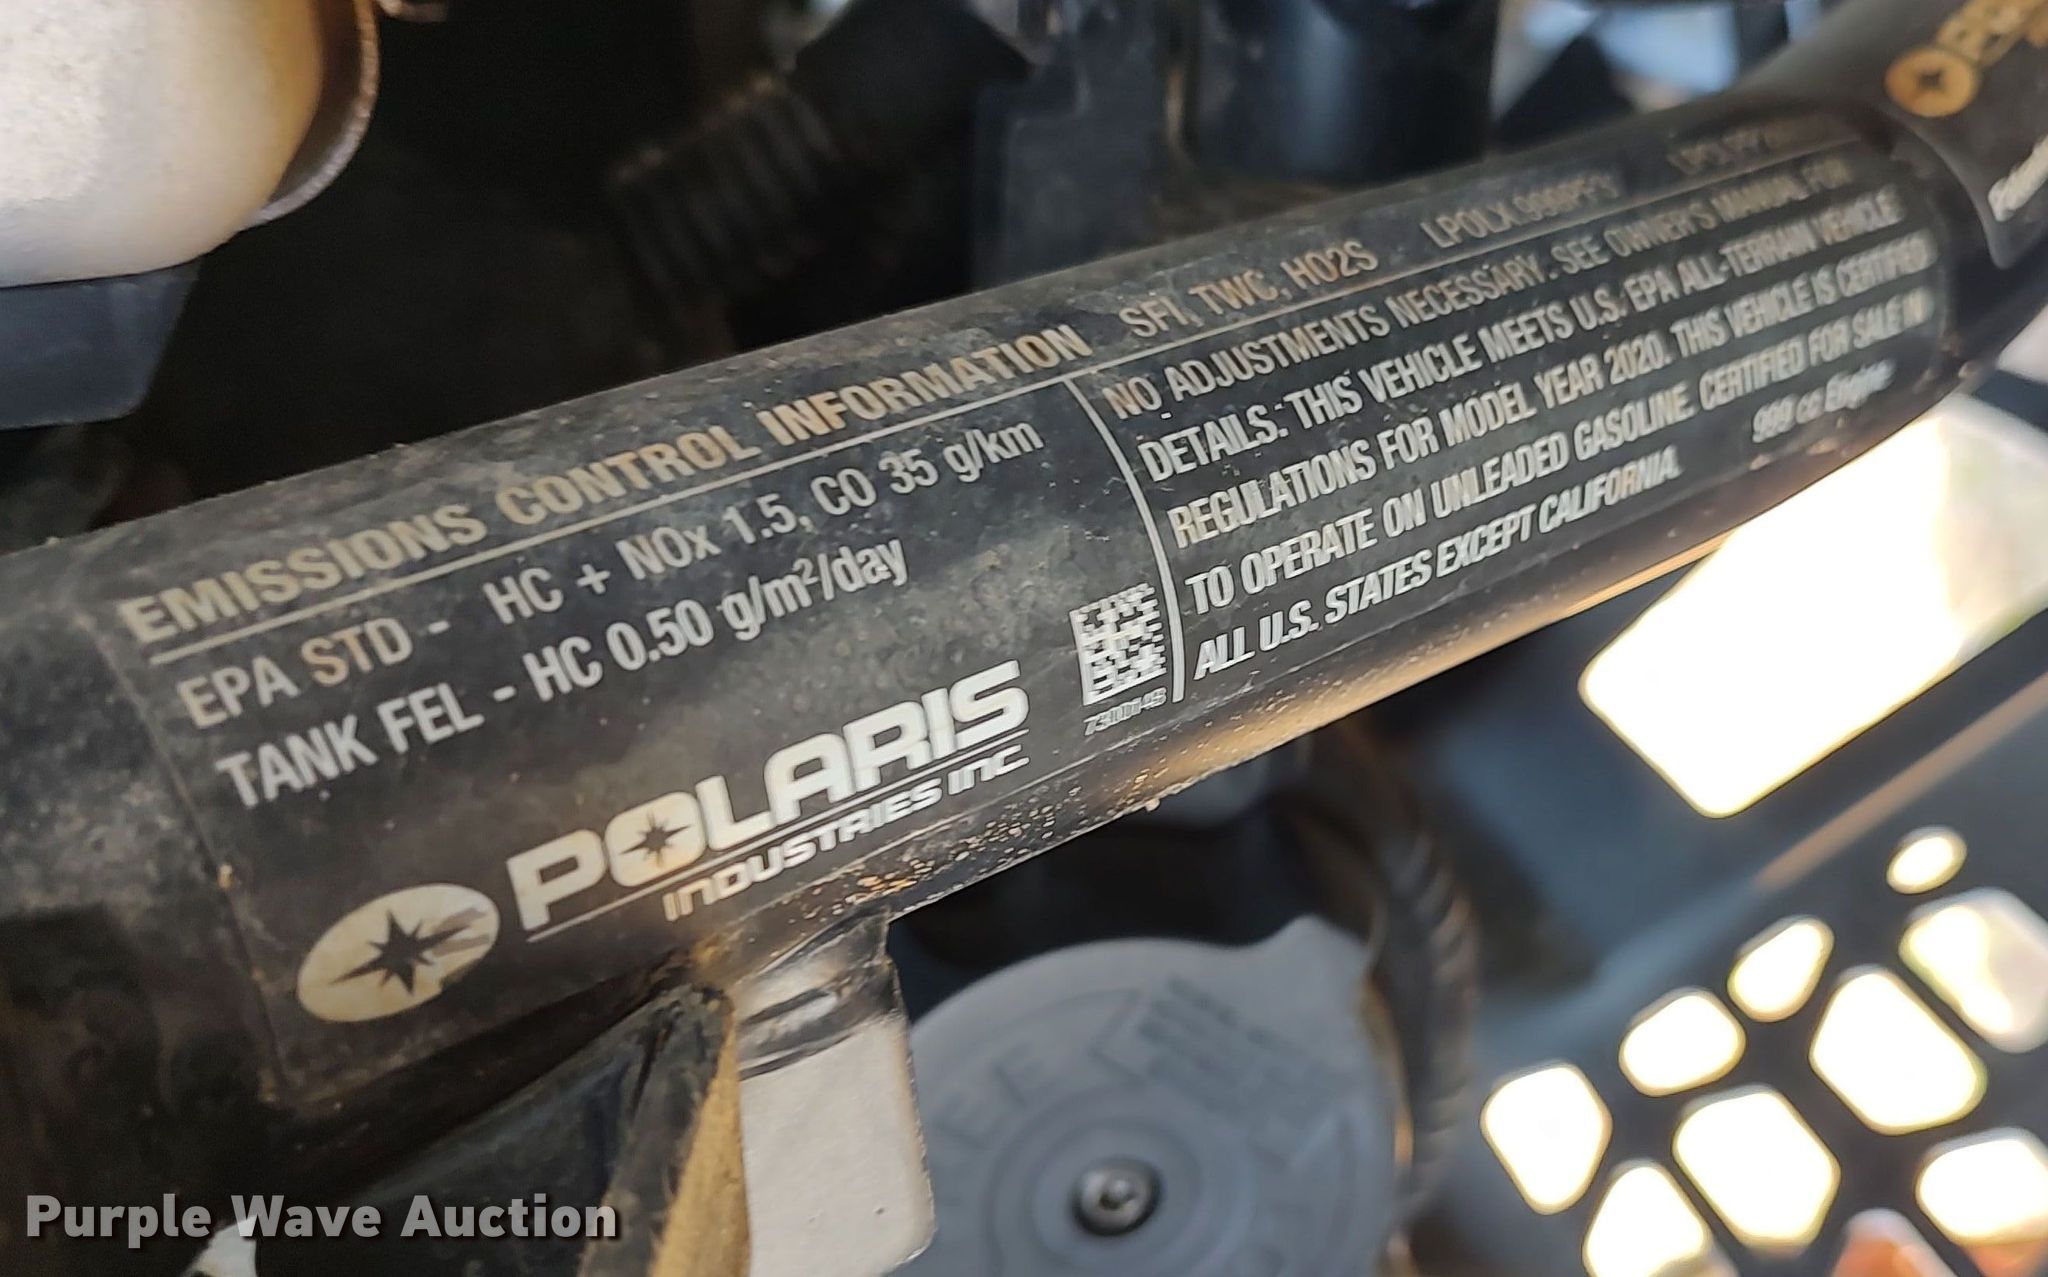 EMISSIONS CONTROL INFORMATION SFI, TWC, HO2S
EPA STD - HC + NOx 1.5, CO 35 g/km
TANK FEL - HC 0.50 g/m²/day
POLARIS
INDUSTRIES INC.
NO ADJUSTMENTS NECESSARY. SEE OWNER'S MANUAL FOR
DETAILS. THIS VEHICLE MEETS U.S. EPA ALL-TERRAIN VEHICLE
REGULATIONS FOR MODEL YEAR 2020. THIS VEHICLE IS CERTIFIED
TO OPERATE ON UNLEADED GASOLINE. CERTIFIED FOR SALE IN
ALL U.S. STATES EXCEPT CALIFORNIA. 999 cc Engine
Purple Wave Auction